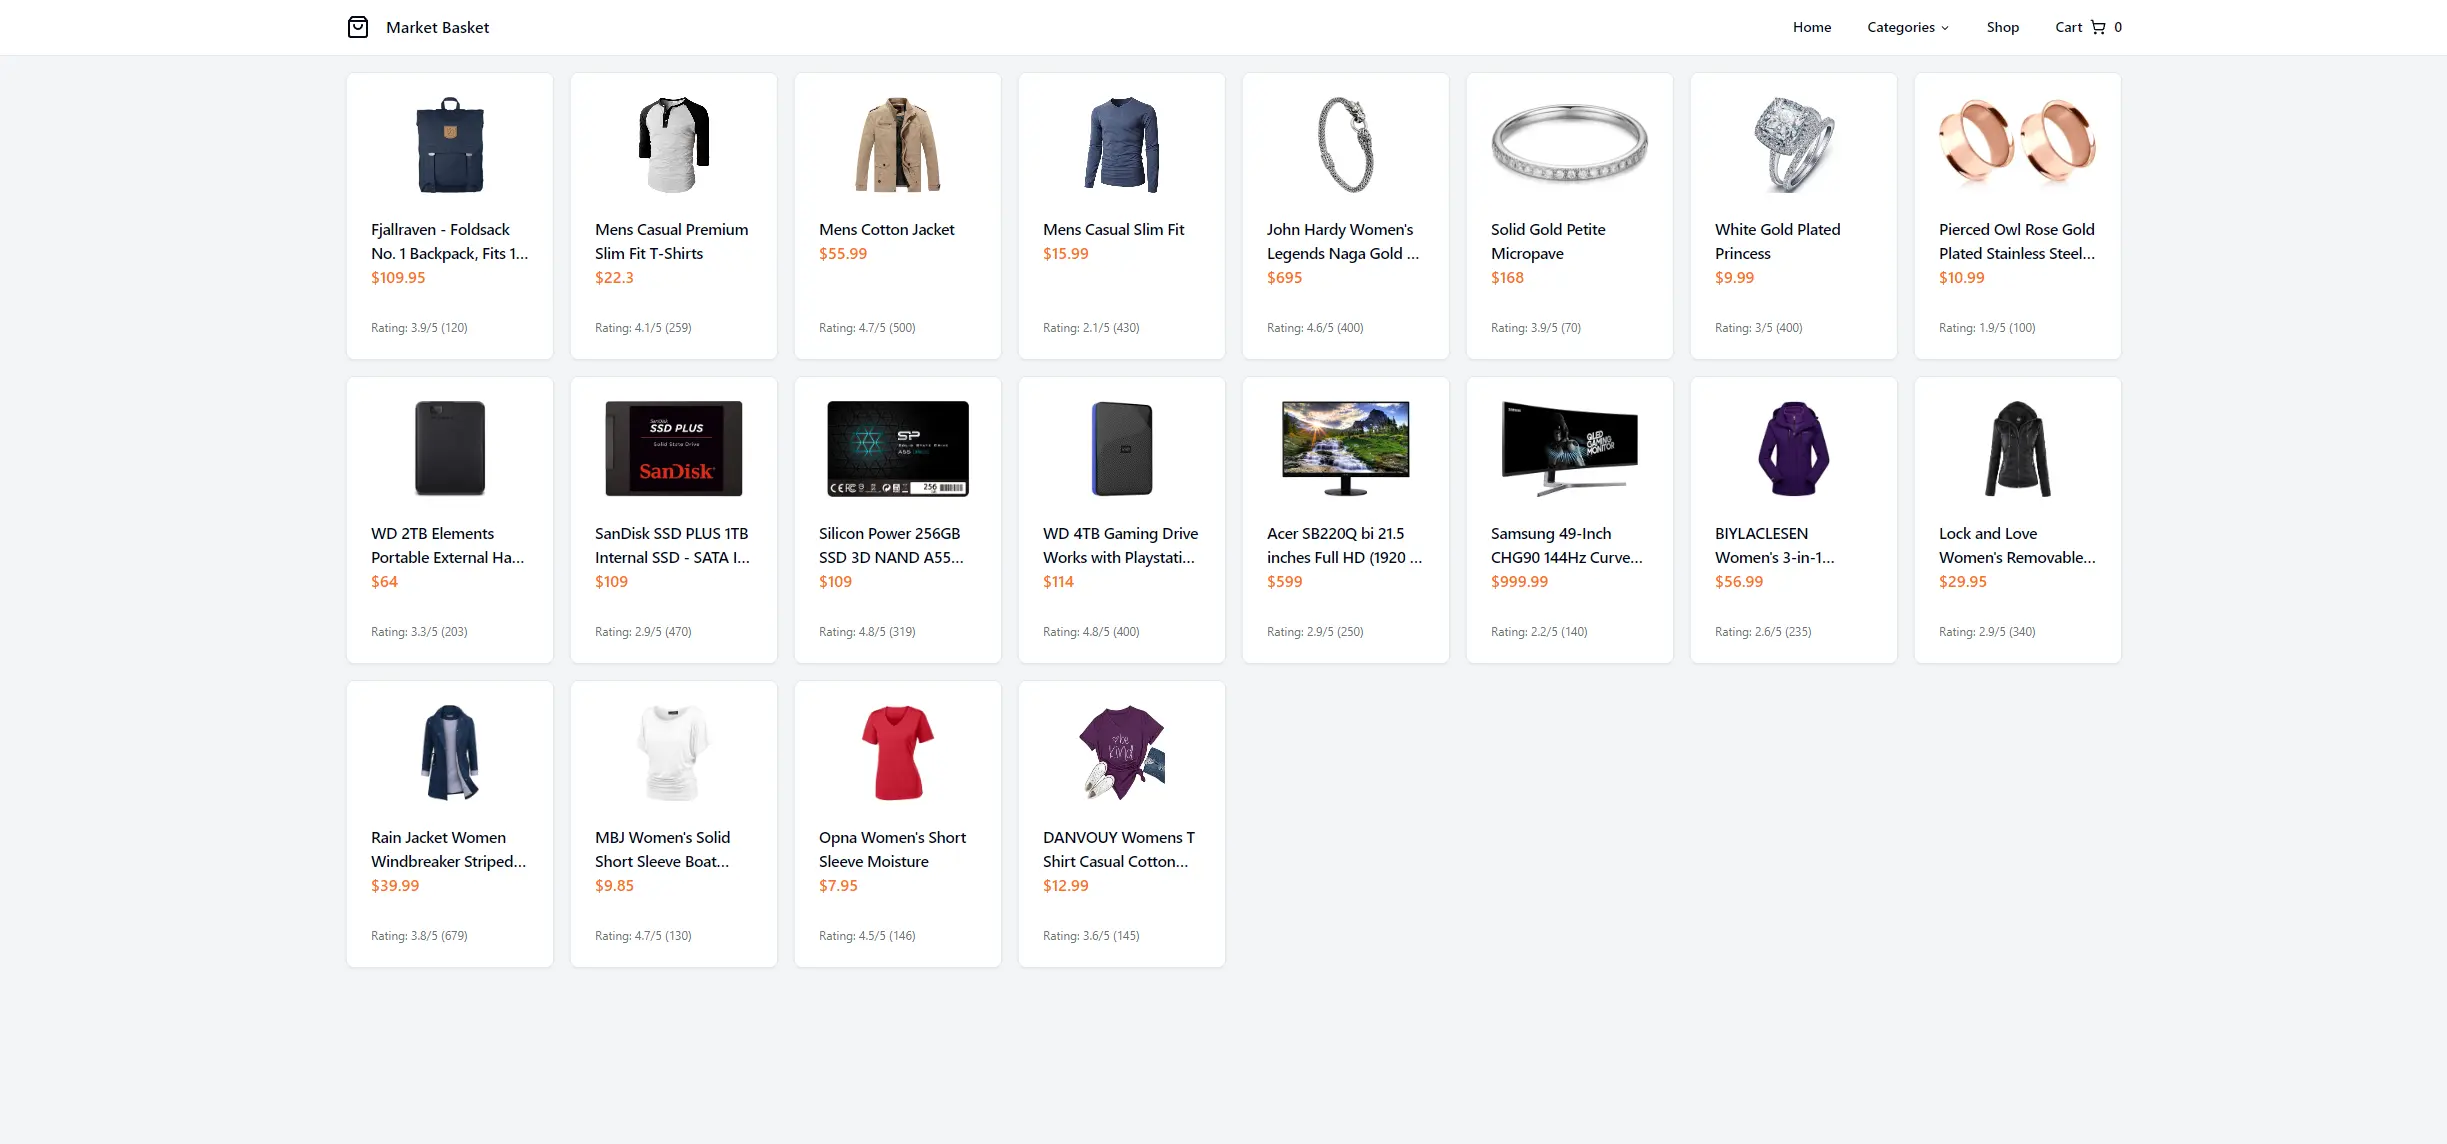 Market Basket
Home
Categories
Shop
Cart 0
Fjallraven - Foldsack
No. 1 Backpack, Fits 1...
$109.95
Rating: 3.9/5 (120)
Mens Casual Premium
Slim Fit T-Shirts
$22.3
Rating: 4.1/5 (259)
Mens Cotton Jacket
$55.99
Rating: 4.7/5 (500)
Mens Casual Slim Fit
$15.99
Rating: 2.1/5 (430)
John Hardy Women's
Legends Naga Gold ...
$695
Rating: 4.6/5 (400)
Solid Gold Petite
Micropave
$168
Rating: 3.9/5 (70)
White Gold Plated
Princess
$9.99
Rating: 3/5 (400)
Pierced Owl Rose Gold
Plated Stainless Steel...
$10.99
Rating: 1.9/5 (100)
WD 2TB Elements
Portable External Ha...
$64
Rating: 3.3/5 (203)
SanDisk
SSD PLUS
Solid State Drive
SanDisk
SanDisk SSD PLUS 1TB
Internal SSD - SATA I...
$109
Rating: 2.9/5 (470)
SP
A55
256
Silicon Power 256GB
SSD 3D NAND A55...
$109
Rating: 4.8/5 (319)
WD 4TB Gaming Drive
Works with Playstati...
$114
Rating: 4.8/5 (400)
Acer SB220Q bi 21.5
inches Full HD (1920 ...
$599
Rating: 2.9/5 (250)
SAMSUNG
QLED
GAMING
MONITOR
Samsung 49-Inch
CHG90 144Hz Curve...
$999.99
Rating: 2.2/5 (140)
BIYLACLESEN
Women's 3-in-1...
$56.99
Rating: 2.6/5 (235)
Lock and Love
Women's Removable...
$29.95
Rating: 2.9/5 (340)
Rain Jacket Women
Windbreaker Striped...
$39.99
Rating: 3.8/5 (679)
MBJ Women's Solid
Short Sleeve Boat...
$9.85
Rating: 4.7/5 (130)
Opna Women's Short
Sleeve Moisture
$7.95
Rating: 4.5/5 (146)
be
kind
DANVOUY Womens T
Shirt Casual Cotton...
$12.99
Rating: 3.6/5 (145)